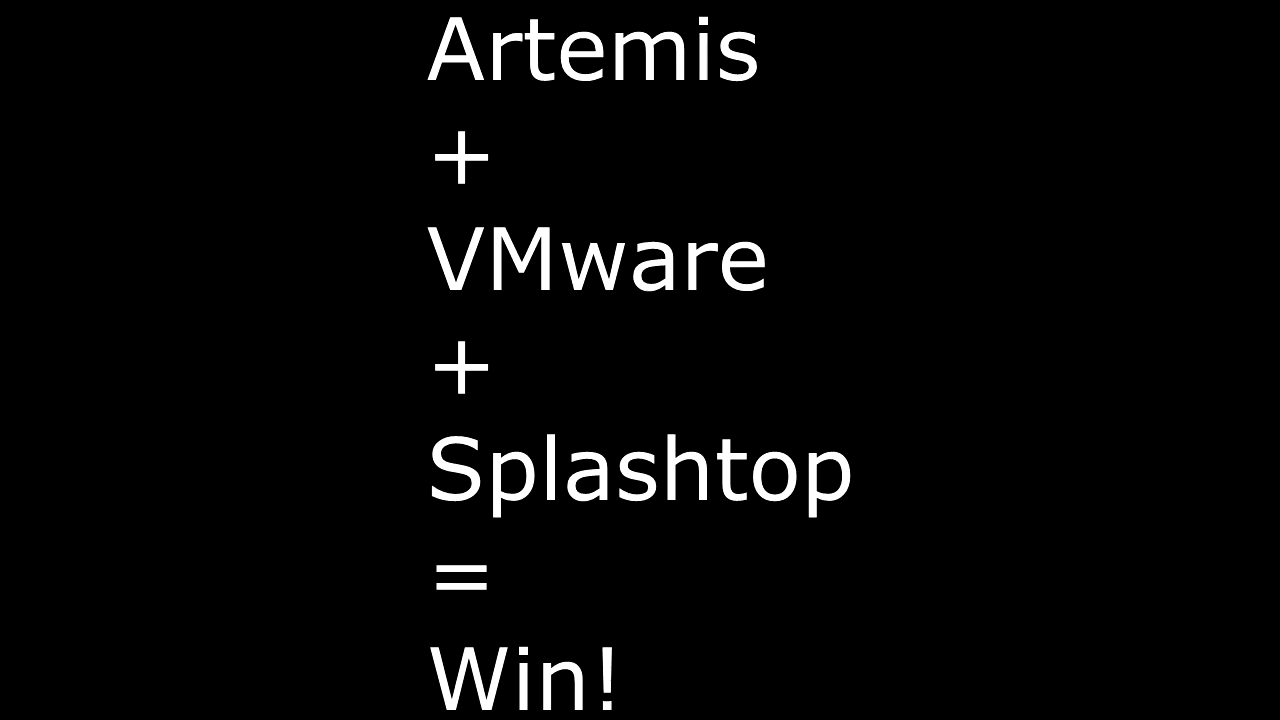 Artemis
+
VMware
+
Splashtop
=
Win!